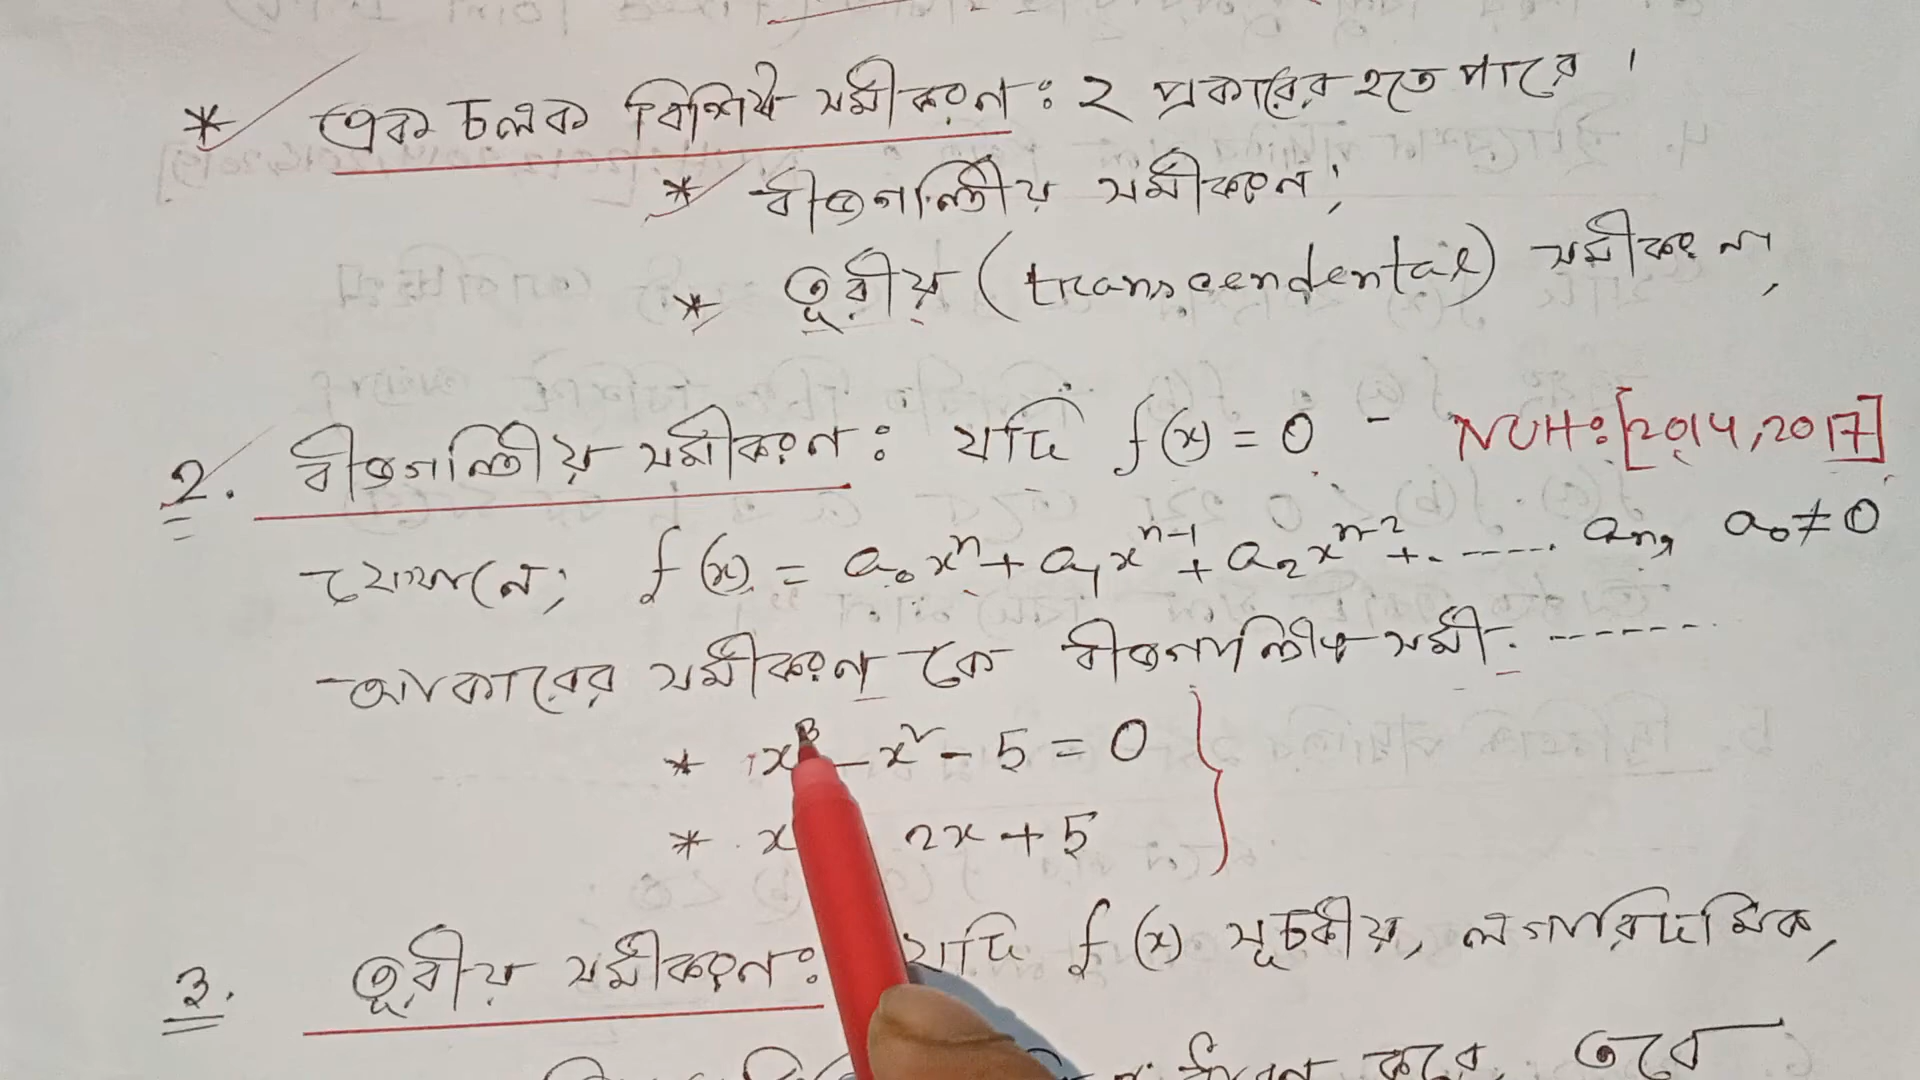 * এক চলক বিশিষ্ট সমীকরণ : ২ প্রকারের হতে পারে ।
* বীজগাণিতীয় সমীকরণ ;
* তূরীয় (transcendental) সমীকরণ,
2. বীজগাণিতীয় সমীকরণ : যদি f(x) = 0 - NUH:[2014,2017]
যেখানে; f(x) = a₀xⁿ + a₁xⁿ⁻¹ + a₂xⁿ⁻² + ....... aₙ, a₀ ≠ 0
আকারের সমীকরণ কে বীজগাণিতীয় সমী. -------
* x³ - x² - 5 = 0
* x 2x + 5
3. তূরীয় সমীকরণ : যদি f(x) সূচকীয়, লগারিদমিক,
করে, তবে